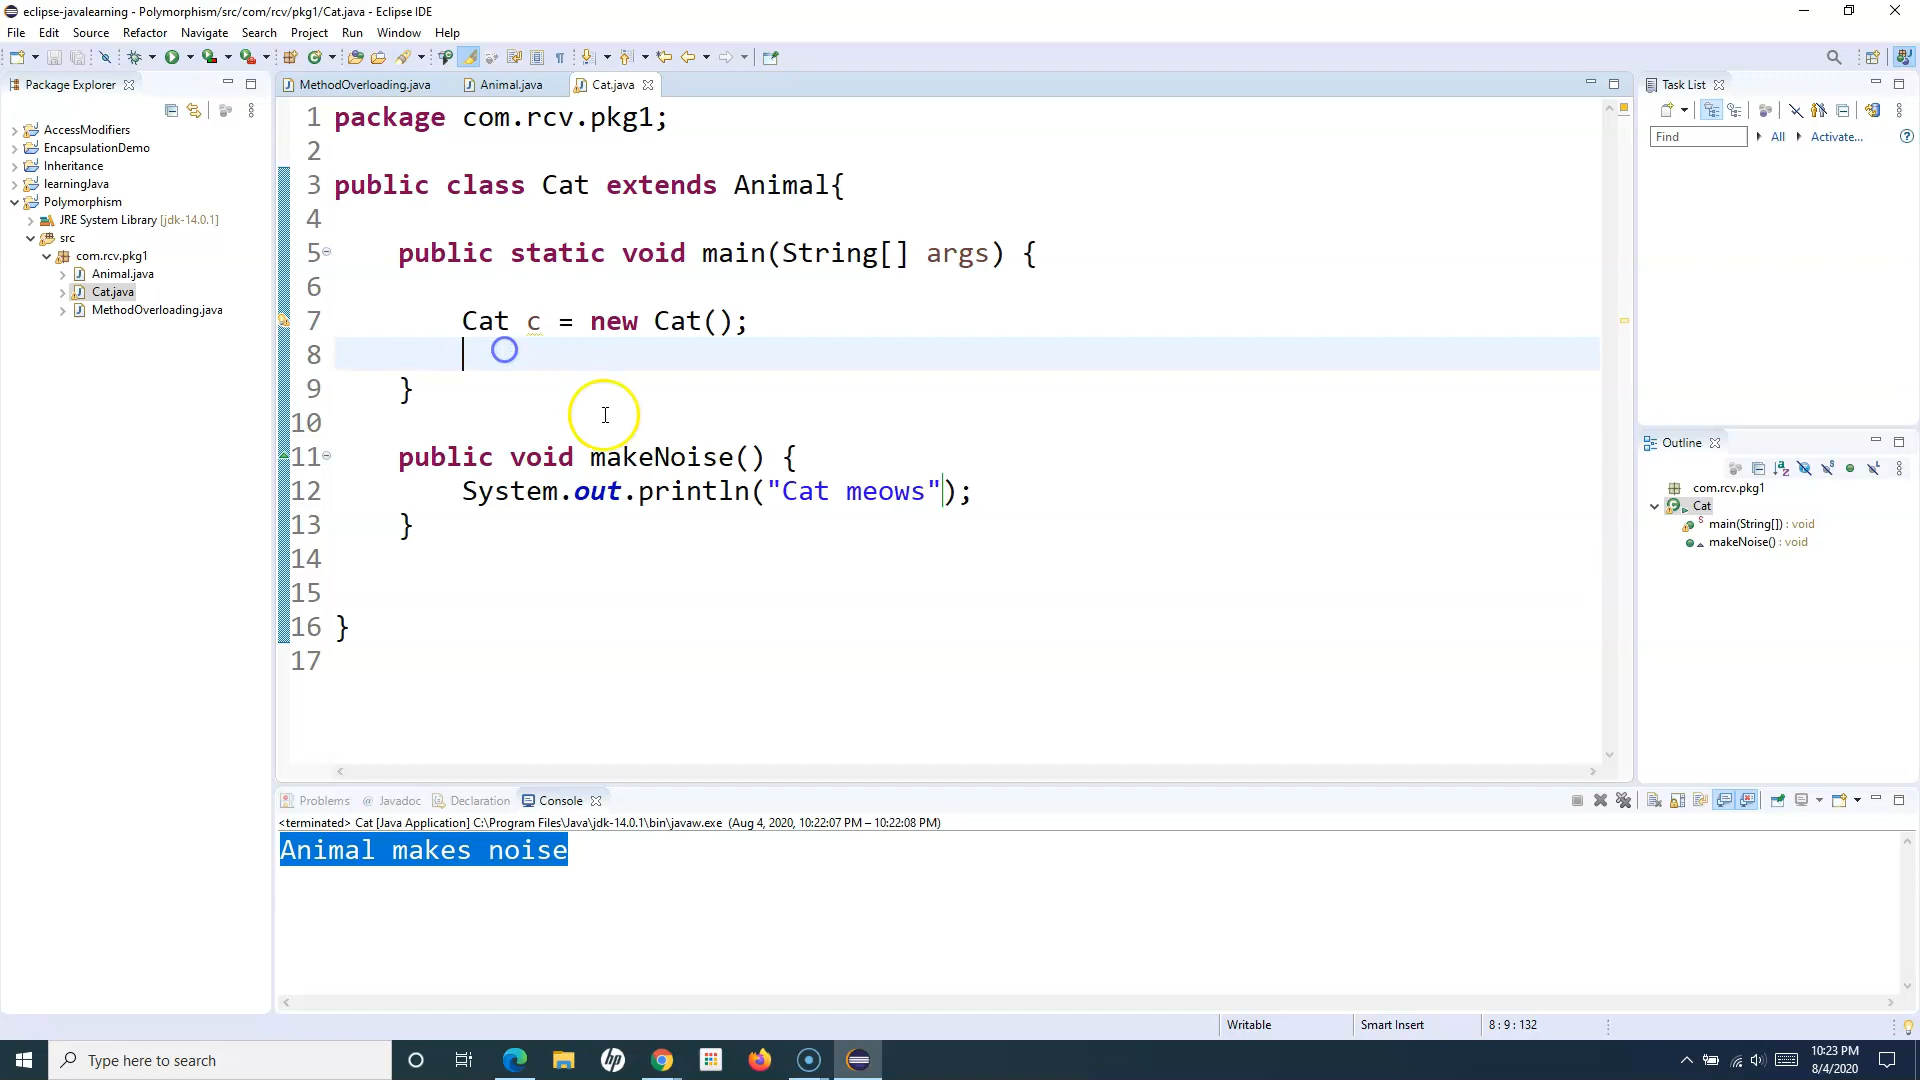 eclipse-javalearning - Polymorphism/src/com/rcv/pkg1/Cat.java - Eclipse IDE
File Edit Source Refactor Navigate Search Project Run Window Help
Package Explorer
AccessModifiers
EncapsulationDemo
Inheritance
learningJava
Polymorphism
JRE System Library [jdk-14.0.1]
src
com.rcv.pkg1
Animal.java
Cat.java
MethodOverloading.java
MethodOverloading.java Animal.java Cat.java
1 package com.rcv.pkg1;
2
3 public class Cat extends Animal{
4
5 public static void main(String[] args) {
6
7 Cat c = new Cat();
8
9 }
10
11 public void makeNoise() {
12 System.out.println("Cat meows");
13 }
14
15
16 }
17
Task List
Find All Activate...
Outline
com.rcv.pkg1
Cat
main(String[]) : void
makeNoise() : void
Problems Javadoc Declaration Console
<terminated> Cat [Java Application] C:\Program Files\Java\jdk-14.0.1\bin\javaw.exe (Aug 4, 2020, 10:22:07 PM – 10:22:08 PM)
Animal makes noise
Writable Smart Insert 8 : 9 : 132
Type here to search
hp
10:23 PM
8/4/2020